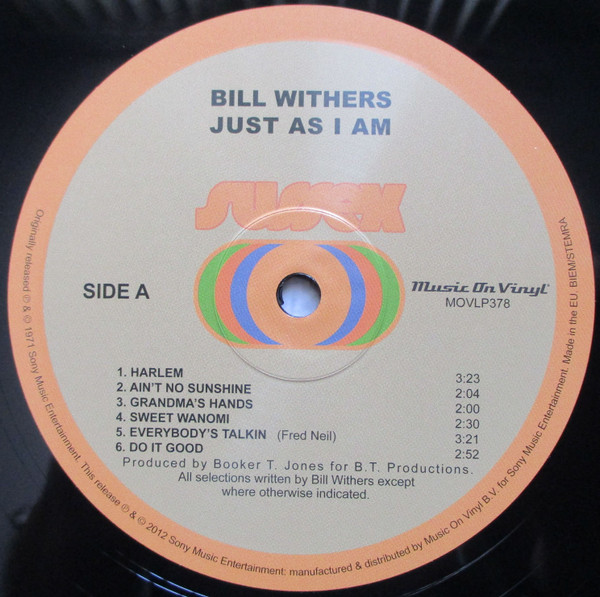 BILL WITHERS
JUST AS I AM
SUSSEX
SIDE A
Music On Vinyl
MOVLP378
1. HARLEM 3:23
2. AIN'T NO SUNSHINE 2:04
3. GRANDMA'S HANDS 2:00
4. SWEET WANOMI 2:30
5. EVERYBODY'S TALKIN (Fred Neil) 3:21
6. DO IT GOOD 2:52
Produced by Booker T. Jones for B.T. Productions.
All selections written by Bill Withers except
where otherwise indicated.
Originally released ℗ & © 1971 Sony Music Entertainment. This release ℗ & © 2012 Sony Music Entertainment: manufactured & distributed by Music On Vinyl B.V. for Sony Music Entertainment. Made in the EU. BIEM/STEMRA